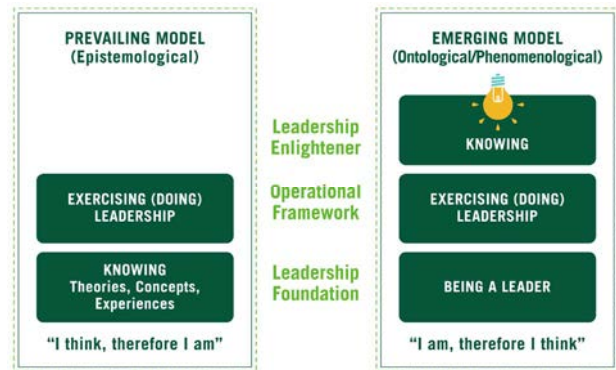 PREVAILING MODEL
(Epistemological)
EXERCISING (DOING)
LEADERSHIP
KNOWING
Theories, Concepts,
Experiences
“I think, therefore I am”
Leadership
Enlightener
Operational
Framework
Leadership
Foundation
EMERGING MODEL
(Ontological/Phenomenological)
KNOWING
EXERCISING (DOING)
LEADERSHIP
BEING A LEADER
“I am, therefore I think”